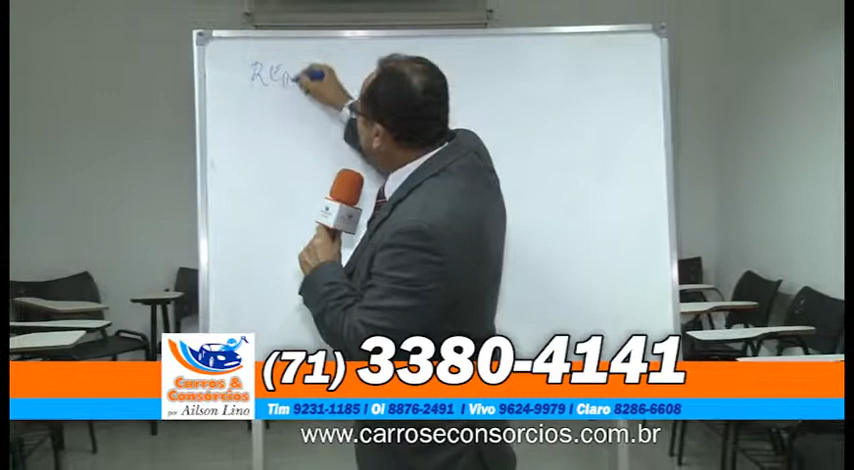 Rep
(71) 3380-4141
Carros &
Consórcios
por Ailson Lino
Tim 9231-1185 | Oi 8876-2491 | Vivo 9624-9979 | Claro 8286-6608
www.carroseconsorcios.com.br